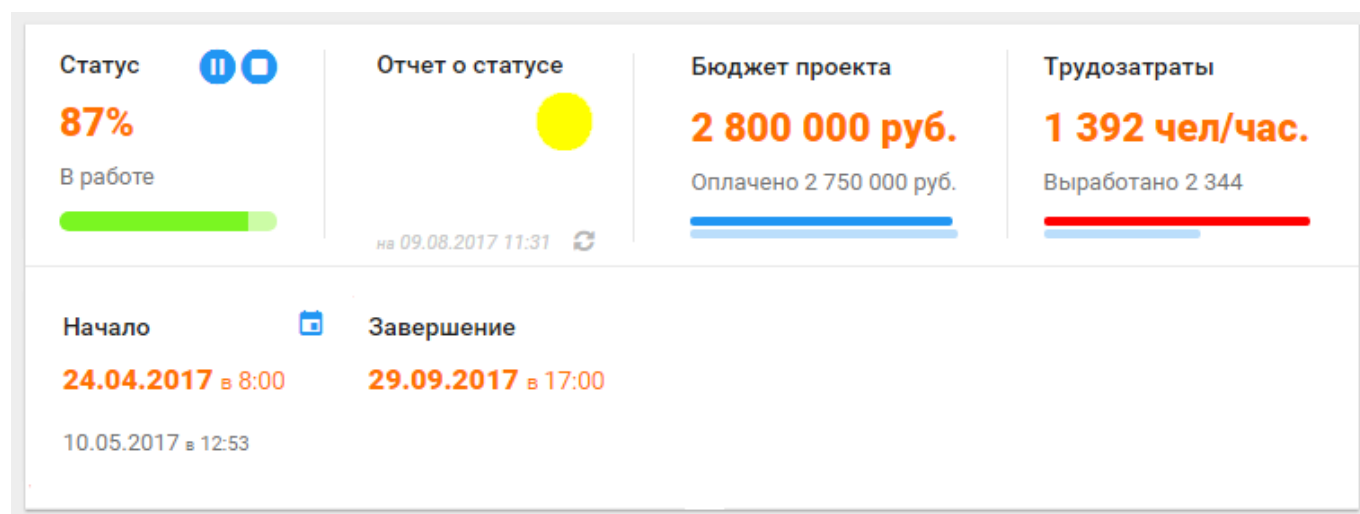 Статус
87%
В работе
Отчет о статусе
на 09.08.2017 11:31
Бюджет проекта
2 800 000 руб.
Оплачено 2 750 000 руб.
Трудозатраты
1 392 чел/час.
Выработано 2 344
Начало
24.04.2017 в 8:00
10.05.2017 в 12:53
Завершение
29.09.2017 в 17:00